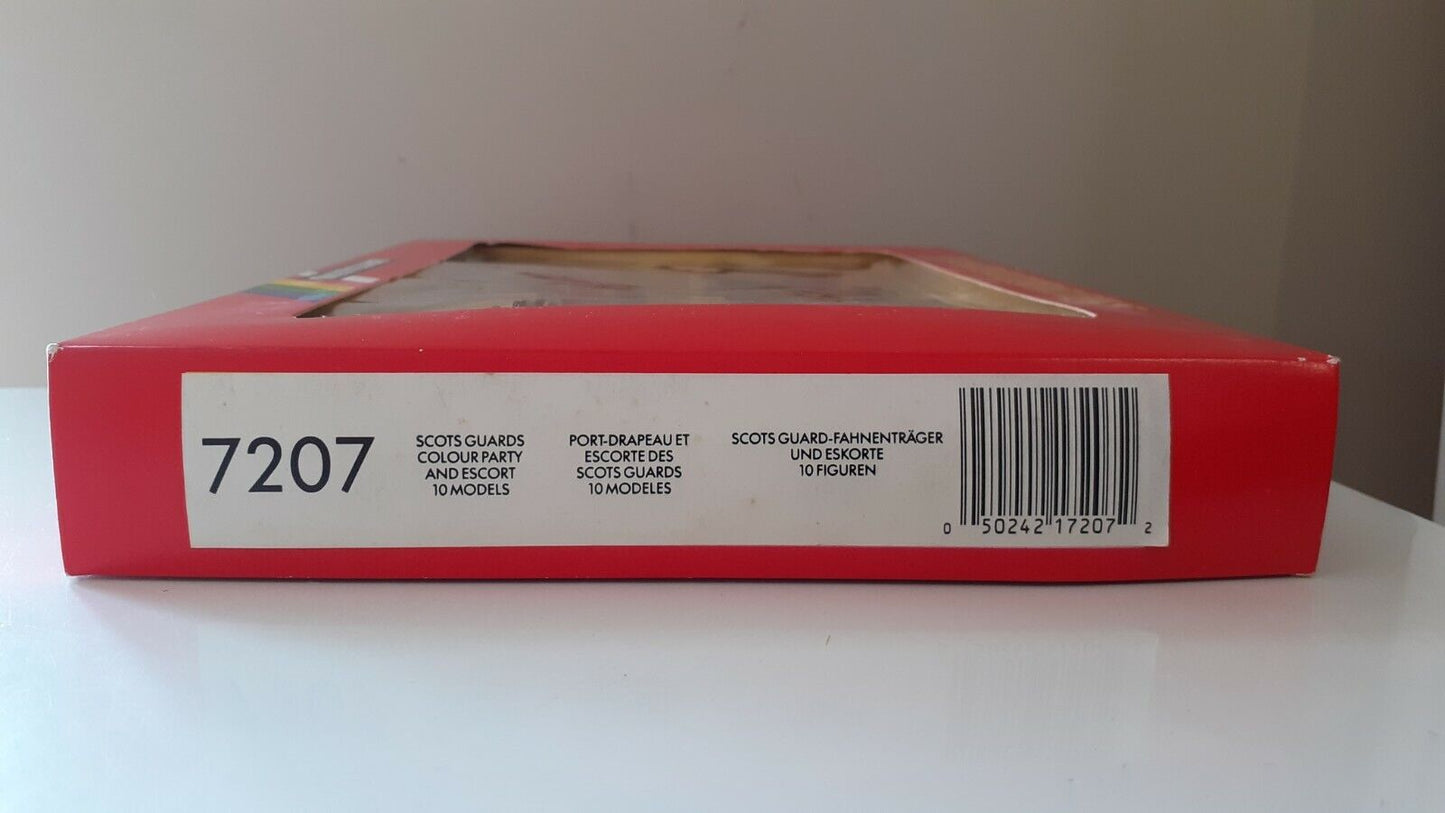 7207
SCOTS GUARDS
COLOUR PARTY
AND ESCORT
10 MODELS
PORT-DRAPEAU ET
ESCORTE DES
SCOTS GUARDS
10 MODELES
SCOTS GUARD-FAHNENTRÄGER
UND ESKORTE
10 FIGUREN
0 50242 17207 2